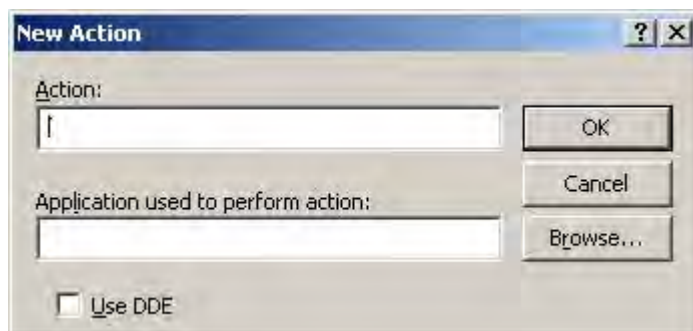 New Action
Action:
OK
Cancel
Application used to perform action:
Browse...
Use DDE